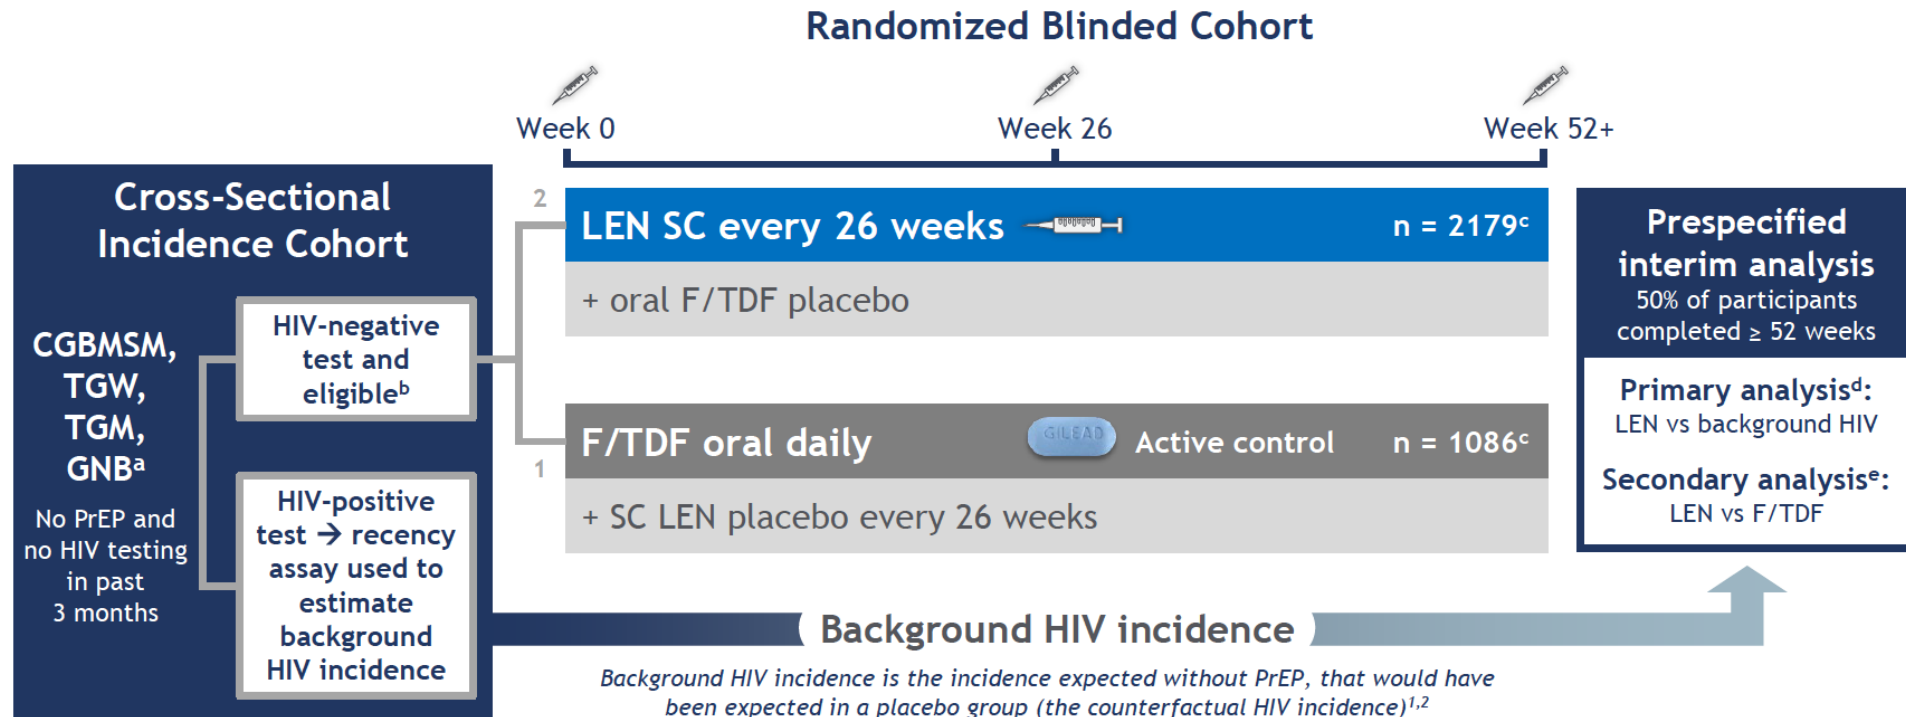 Randomized Blinded Cohort
Week 0
Week 26
Week 52+
Cross-Sectional
Incidence Cohort
CGBMSM,
TGW,
TGM,
GNBᵃ
No PrEP and
no HIV testing
in past
3 months
HIV-negative
test and
eligibleᵇ
HIV-positive
test → recency
assay used to
estimate
background
HIV incidence
2
LEN SC every 26 weeks n = 2179ᶜ
+ oral F/TDF placebo
1
F/TDF oral daily GILEAD Active control n = 1086ᶜ
+ SC LEN placebo every 26 weeks
Prespecified
interim analysis
50% of participants
completed ≥ 52 weeks
Primary analysisᵈ:
LEN vs background HIV
Secondary analysisᵉ:
LEN vs F/TDF
Background HIV incidence
Background HIV incidence is the incidence expected without PrEP, that would have
been expected in a placebo group (the counterfactual HIV incidence)¹,²